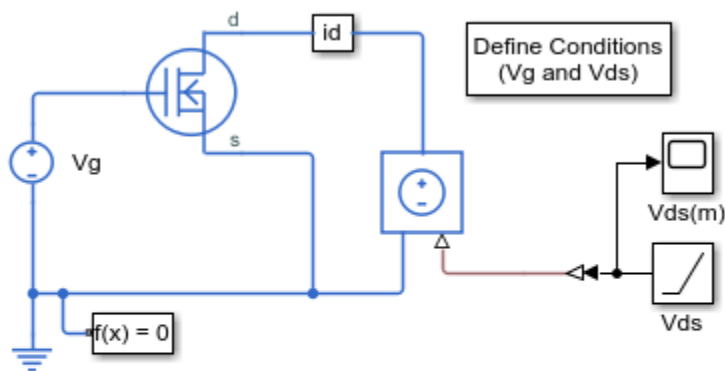 d
id
Define Conditions
(Vg and Vds)
s
Vg
Vds(m)
f(x) = 0
Vds